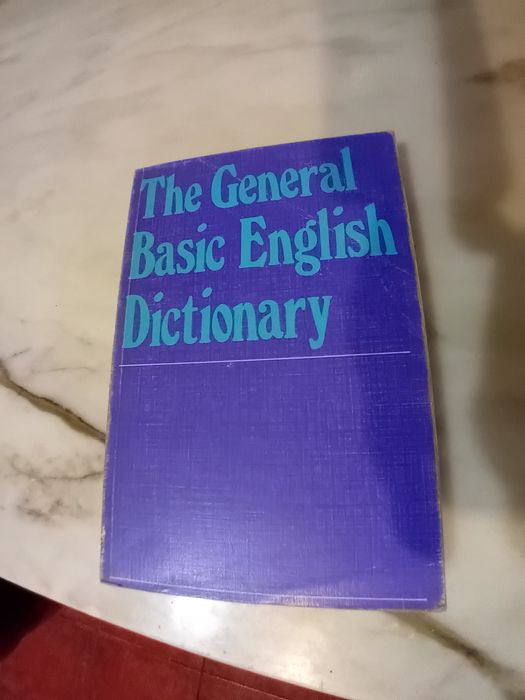 The General
Basic English
Dictionary